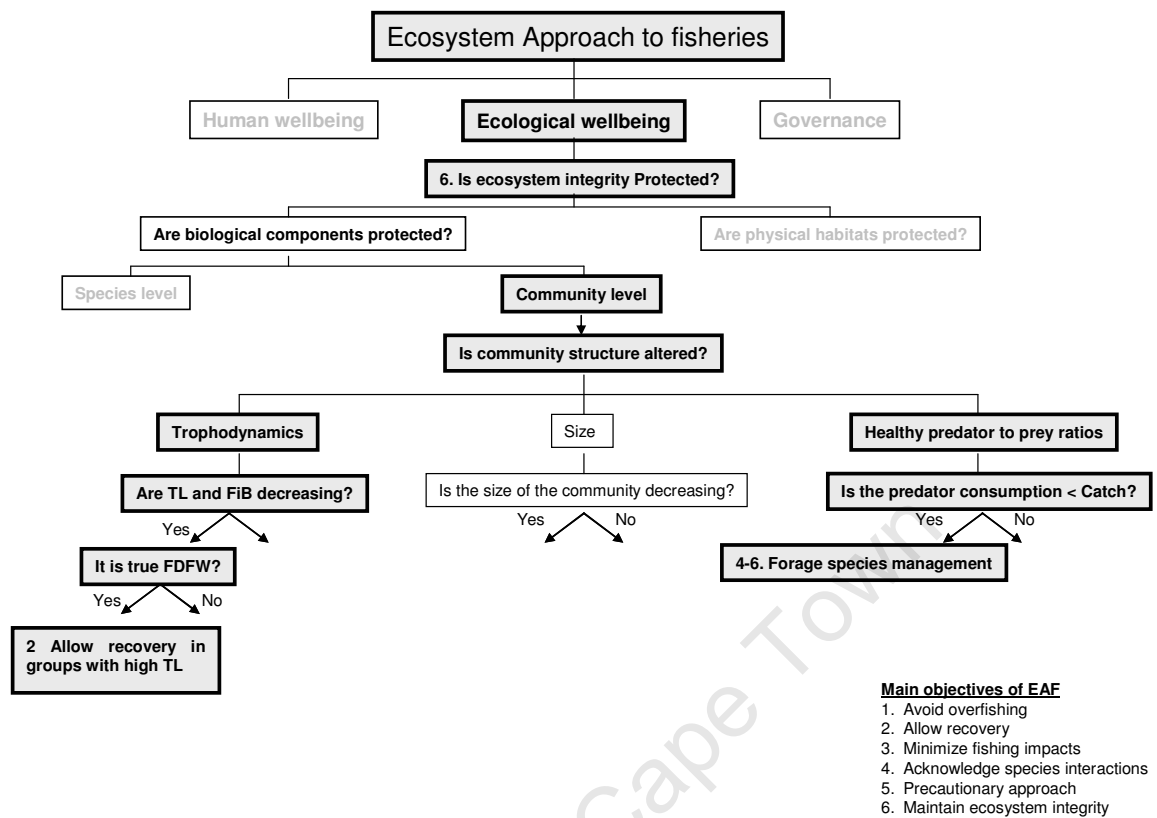 Ecosystem Approach to fisheries
Human wellbeing
Ecological wellbeing
Governance
6. Is ecosystem integrity Protected?
Are biological components protected?
Are physical habitats protected?
Species level
Community level
Is community structure altered?
Trophodynamics
Size
Healthy predator to prey ratios
Are TL and FiB decreasing?
Is the size of the community decreasing?
Is the predator consumption < Catch?
Yes
Yes
No
Yes
No
It is true FDFW?
4-6. Forage species management
Yes
No
2 Allow recovery in
groups with high TL
Main objectives of EAF
1. Avoid overfishing
2. Allow recovery
3. Minimize fishing impacts
4. Acknowledge species interactions
5. Precautionary approach
6. Maintain ecosystem integrity
Cape Town